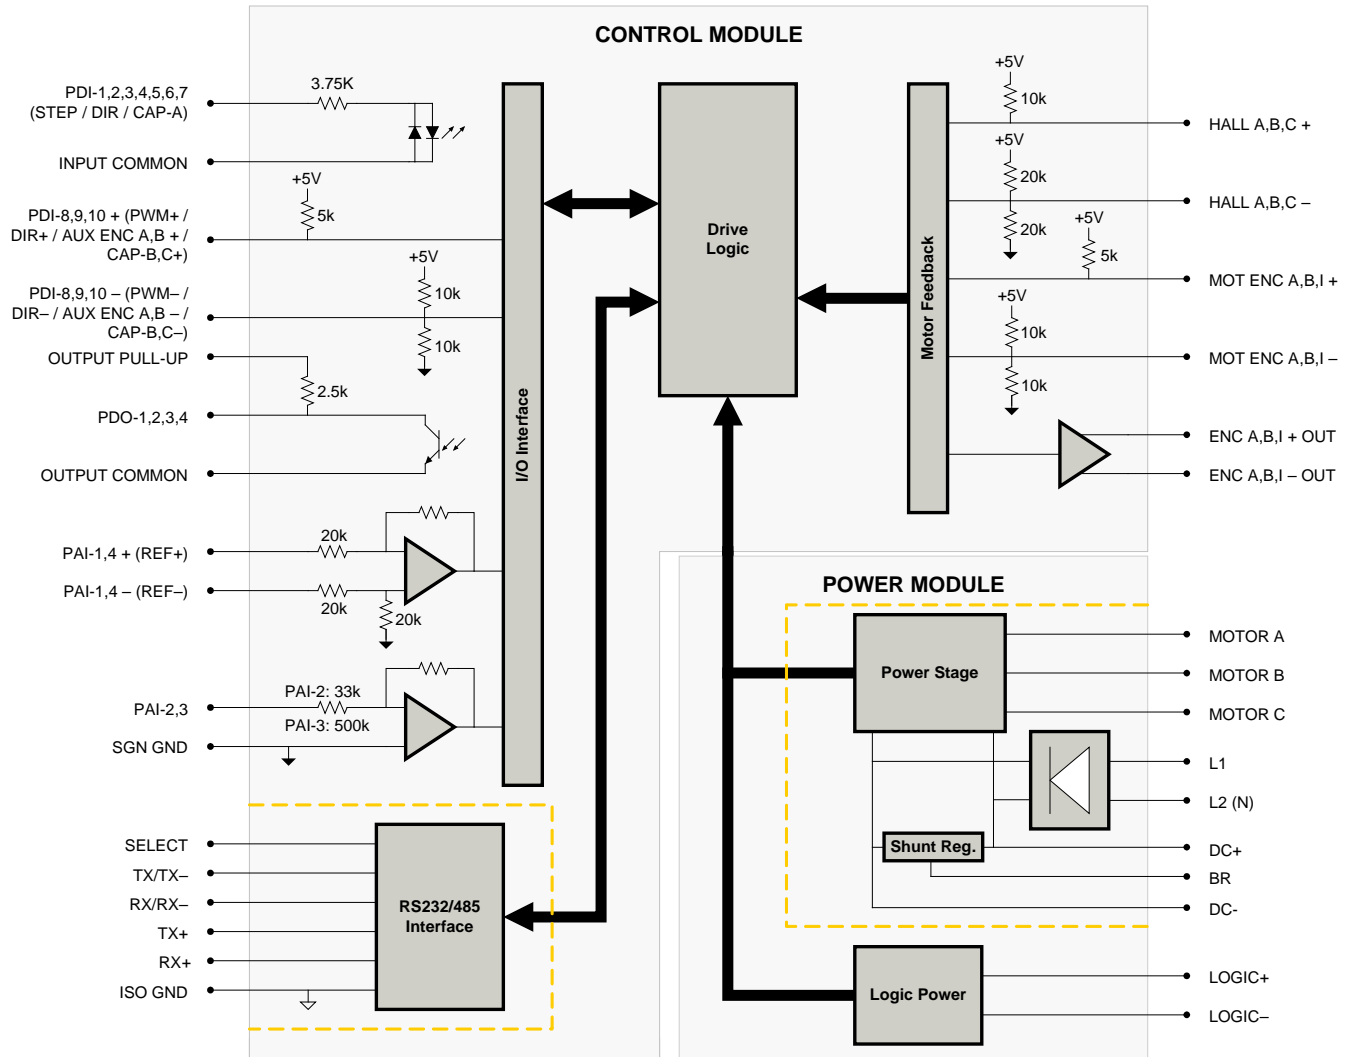 CONTROL MODULE
PDI-1,2,3,4,5,6,7
(STEP / DIR / CAP-A)
3.75K
INPUT COMMON
+5V
5k
PDI-8,9,10 + (PWM+ /
DIR+ / AUX ENC A,B + /
CAP-B,C+)
+5V
10k
PDI-8,9,10 – (PWM– /
DIR– / AUX ENC A,B – /
CAP-B,C–)
10k
OUTPUT PULL-UP
2.5k
PDO-1,2,3,4
OUTPUT COMMON
20k
PAI-1,4 + (REF+)
PAI-1,4 – (REF–)
20k
20k
PAI-2: 33k
PAI-2,3
PAI-3: 500k
SGN GND
I/O Interface
SELECT
TX/TX–
RX/RX–
TX+
RX+
ISO GND
RS232/485
Interface
Drive
Logic
Motor Feedback
+5V
10k
HALL A,B,C +
+5V
20k
HALL A,B,C –
20k
+5V
5k
MOT ENC A,B,I +
+5V
10k
MOT ENC A,B,I –
10k
ENC A,B,I + OUT
ENC A,B,I – OUT
POWER MODULE
Power Stage
MOTOR A
MOTOR B
MOTOR C
L1
L2 (N)
Shunt Reg.
DC+
BR
DC-
Logic Power
LOGIC+
LOGIC–